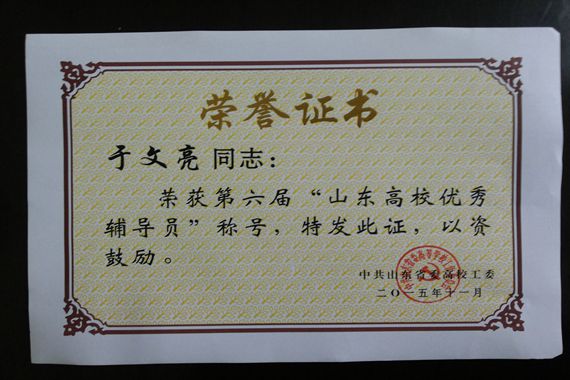 荣誉证书
于文亮 同志：
荣获第六届“山东高校优秀
辅导员”称号，特发此证，以资
鼓励。
中共山东省委高校工委
二〇一五年十一月